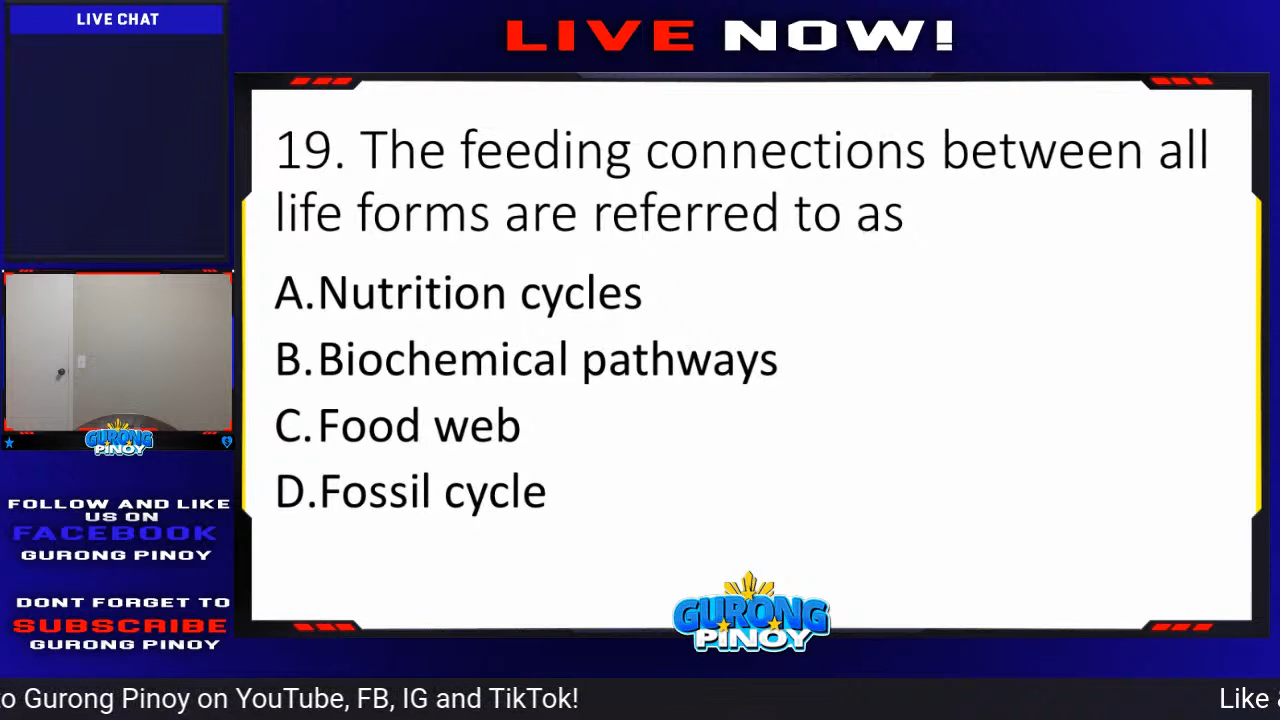 LIVE CHAT
LIVE NOW!
19. The feeding connections between all
life forms are referred to as
A. Nutrition cycles
B. Biochemical pathways
C. Food web
D. Fossil cycle
GURONG
PINOY
FOLLOW AND LIKE
US ON
FACEBOOK
GURONG PINOY
DONT FORGET TO
SUBSCRIBE
GURONG PINOY
GURONG
PINOY
to Gurong Pinoy on YouTube, FB, IG and TikTok!
Like